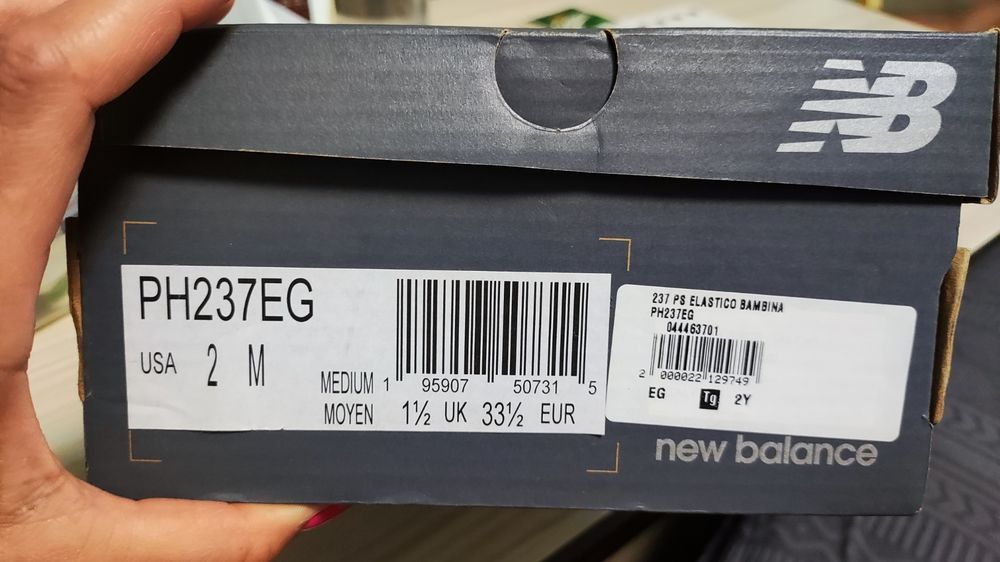 NB
PH237EG
USA 2 M
1 95907 50731 5
MEDIUM
MOYEN 1½ UK 33½ EUR
237 PS ELASTICO BAMBINA
PH237EG
044463701
2 000022 129749
EG Tg 2Y
new balance